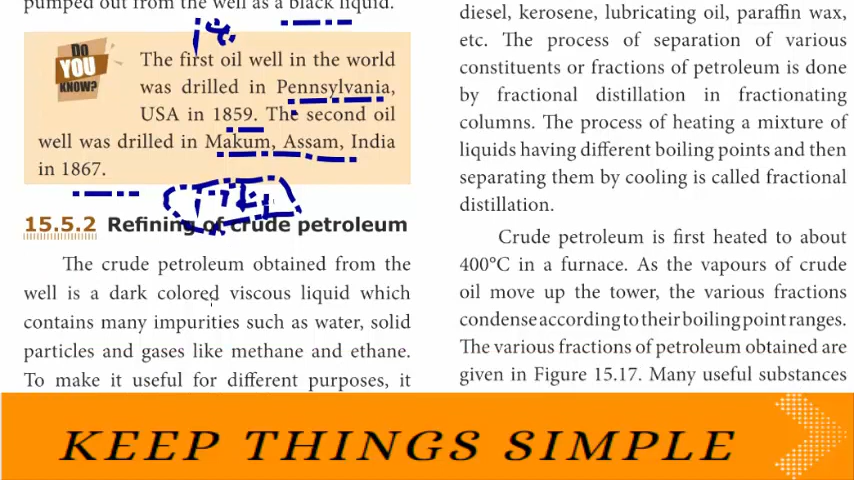 pumped out from the well as a black liquid.
DO
YOU
KNOW?
The first oil well in the world
was drilled in Pennsylvania,
USA in 1859. The second oil
well was drilled in Makum, Assam, India
in 1867.
15.5.2 Refining of crude petroleum
The crude petroleum obtained from the
well is a dark colored viscous liquid which
contains many impurities such as water, solid
particles and gases like methane and ethane.
To make it useful for different purposes, it
diesel, kerosene, lubricating oil, paraffin wax,
etc. The process of separation of various
constituents or fractions of petroleum is done
by fractional distillation in fractionating
columns. The process of heating a mixture of
liquids having different boiling points and then
separating them by cooling is called fractional
distillation.
Crude petroleum is first heated to about
400°C in a furnace. As the vapours of crude
oil move up the tower, the various fractions
condense according to their boiling point ranges.
The various fractions of petroleum obtained are
given in Figure 15.17. Many useful substances
KEEP THINGS SIMPLE